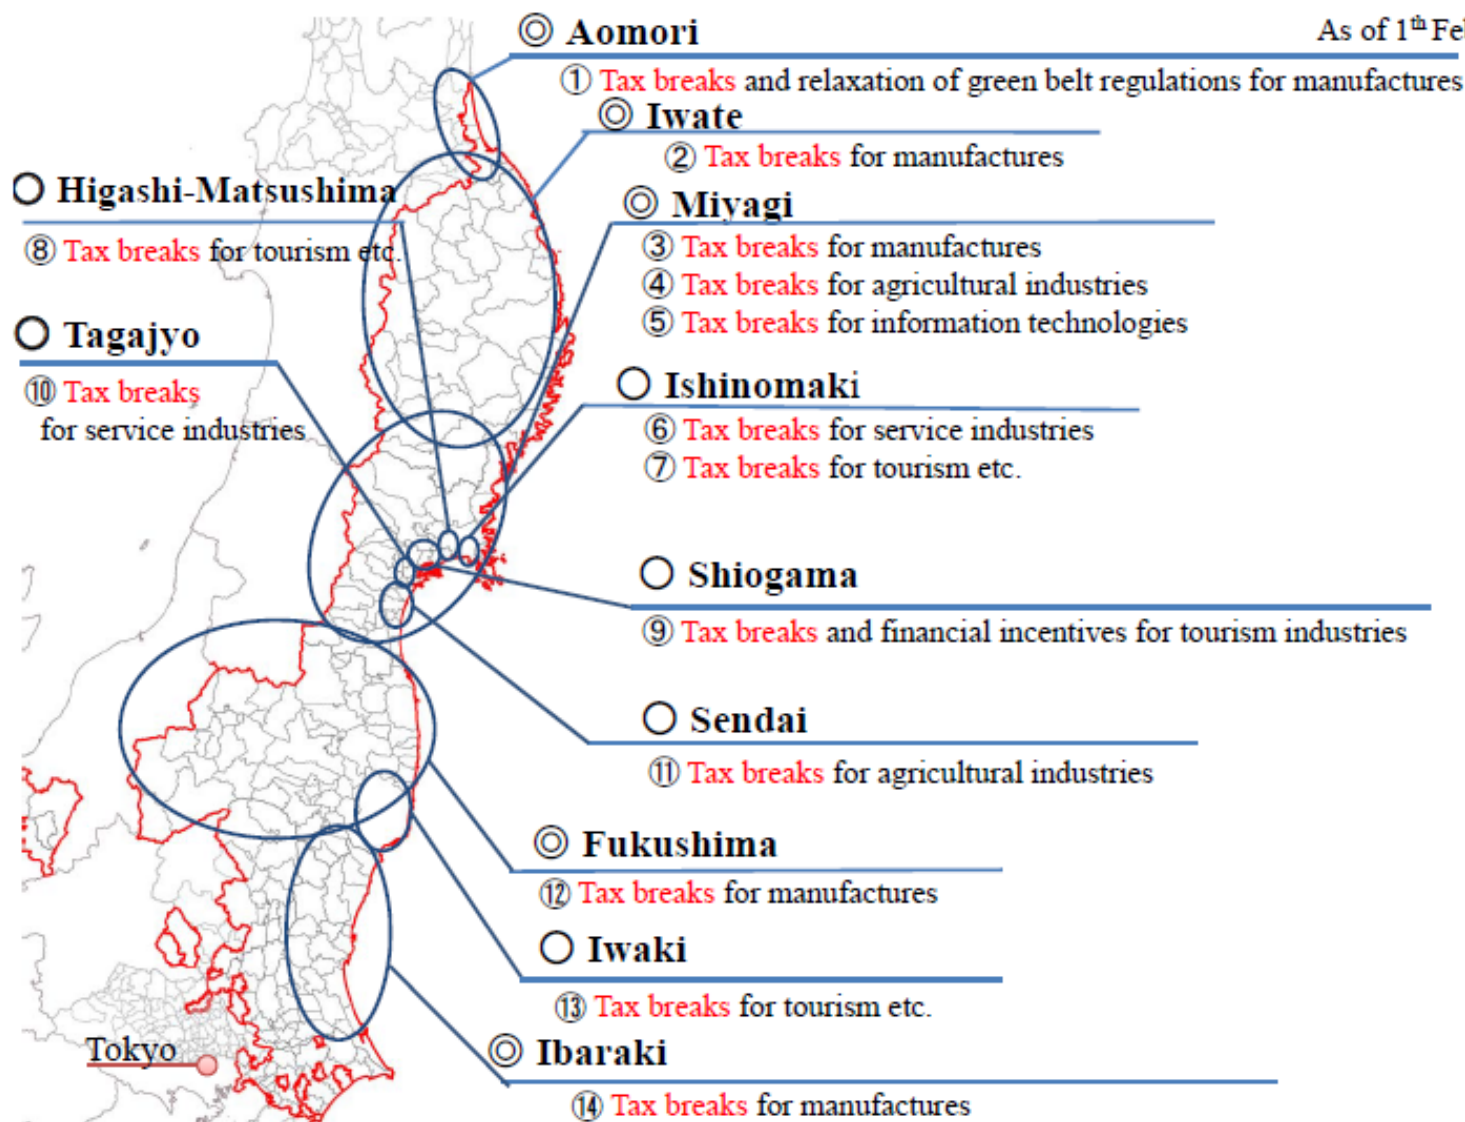 ◎ Aomori
As of 1th Feb
① Tax breaks and relaxation of green belt regulations for manufactures
◎ Iwate
② Tax breaks for manufactures
○ Higashi-Matsushima
⑧ Tax breaks for tourism etc.
◎ Miyagi
③ Tax breaks for manufactures
④ Tax breaks for agricultural industries
⑤ Tax breaks for information technologies
○ Tagajyo
⑩ Tax breaks
for service industries
○ Ishinomaki
⑥ Tax breaks for service industries
⑦ Tax breaks for tourism etc.
○ Shiogama
⑨ Tax breaks and financial incentives for tourism industries
○ Sendai
⑪ Tax breaks for agricultural industries
◎ Fukushima
⑫ Tax breaks for manufactures
○ Iwaki
⑬ Tax breaks for tourism etc.
Tokyo
◎ Ibaraki
⑭ Tax breaks for manufactures